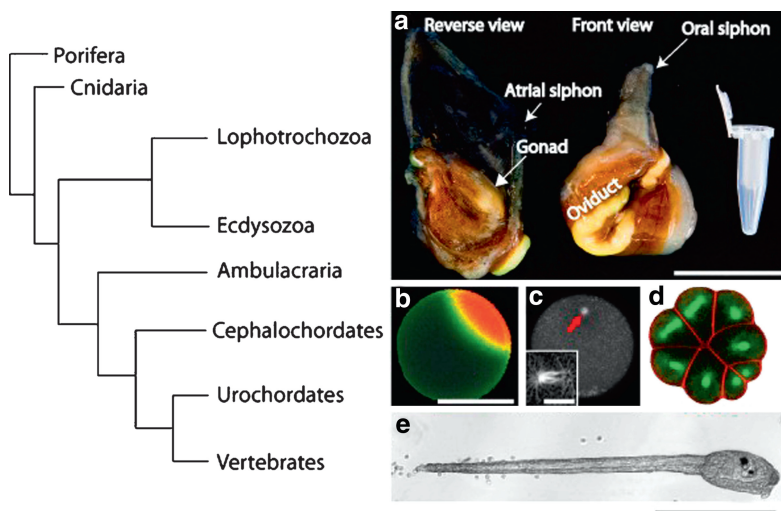 Porifera
Cnidaria
Lophotrochozoa
Ecdysozoa
Ambulacraria
Cephalochordates
Urochordates
Vertebrates
a
Reverse view
Front view
Oral siphon
Atrial siphon
Gonad
Oviduct
b
c
d
e